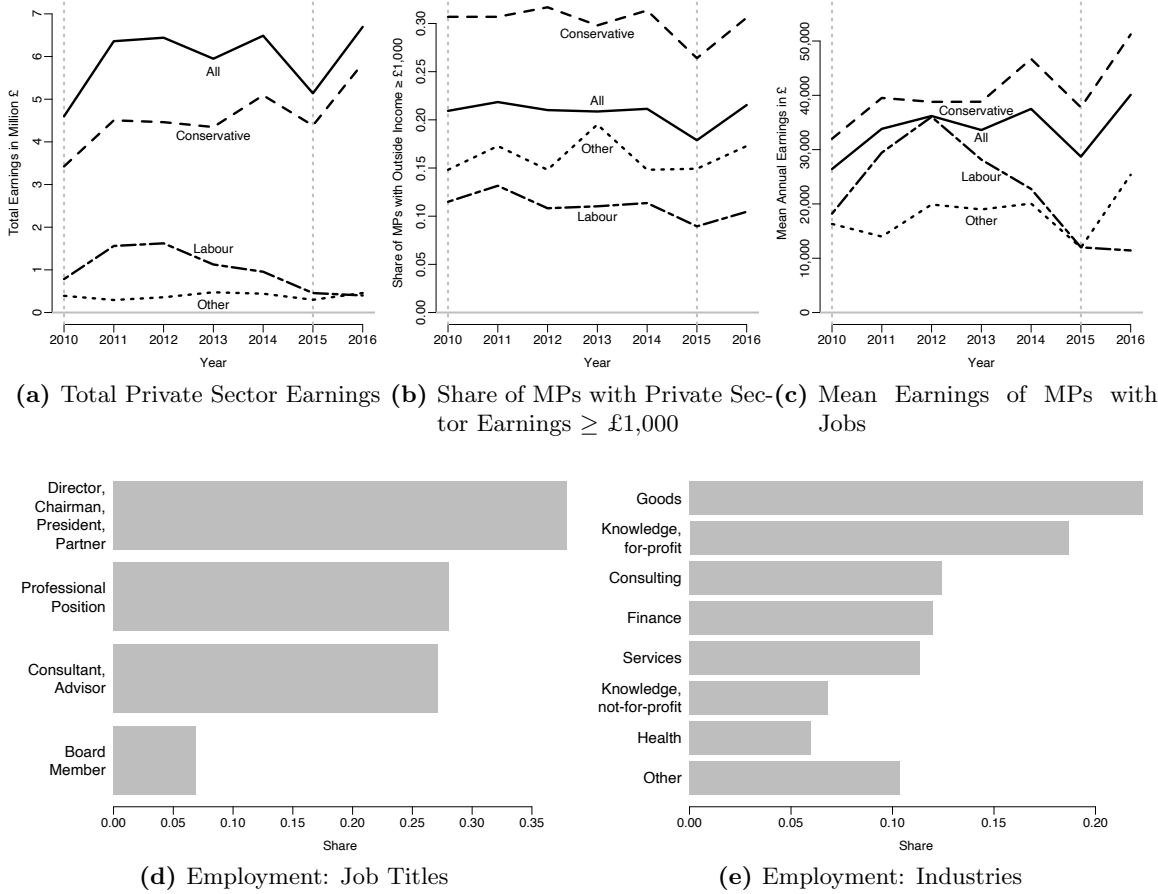 Total Earnings in Million £
0
1
2
3
4
5
6
7
All
Conservative
Labour
Other
2010 2011 2012 2013 2014 2015 2016
Year
Share of MPs with Outside Income ≥ £1,000
0.00
0.05
0.10
0.15
0.20
0.25
0.30
Conservative
All
Other
Labour
2010 2011 2012 2013 2014 2015 2016
Year
Mean Annual Earnings in £
0
10,000
20,000
30,000
40,000
50,000
Conservative
All
Labour
Other
2010 2011 2012 2013 2014 2015 2016
Year
(a) Total Private Sector Earnings
(b) Share of MPs with Private Sec-
tor Earnings ≥ £1,000
(c) Mean Earnings of MPs with
Jobs
Director,
Chairman,
President,
Partner
Professional
Position
Consultant,
Advisor
Board
Member
0.00 0.05 0.10 0.15 0.20 0.25 0.30 0.35
Share
(d) Employment: Job Titles
Goods
Knowledge,
for-profit
Consulting
Finance
Services
Knowledge,
not-for-profit
Health
Other
0.00 0.05 0.10 0.15 0.20
Share
(e) Employment: Industries